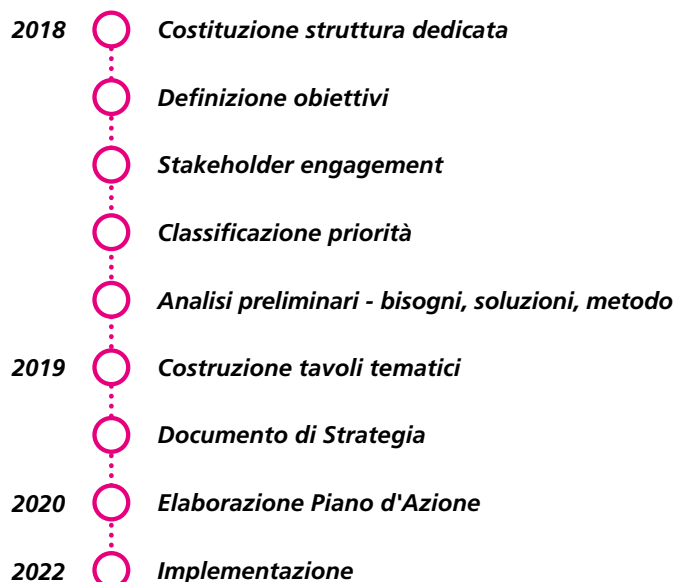 2018 Costituzione struttura dedicata
Definizione obiettivi
Stakeholder engagement
Classificazione priorità
Analisi preliminari - bisogni, soluzioni, metodo
2019 Costruzione tavoli tematici
Documento di Strategia
2020 Elaborazione Piano d'Azione
2022 Implementazione